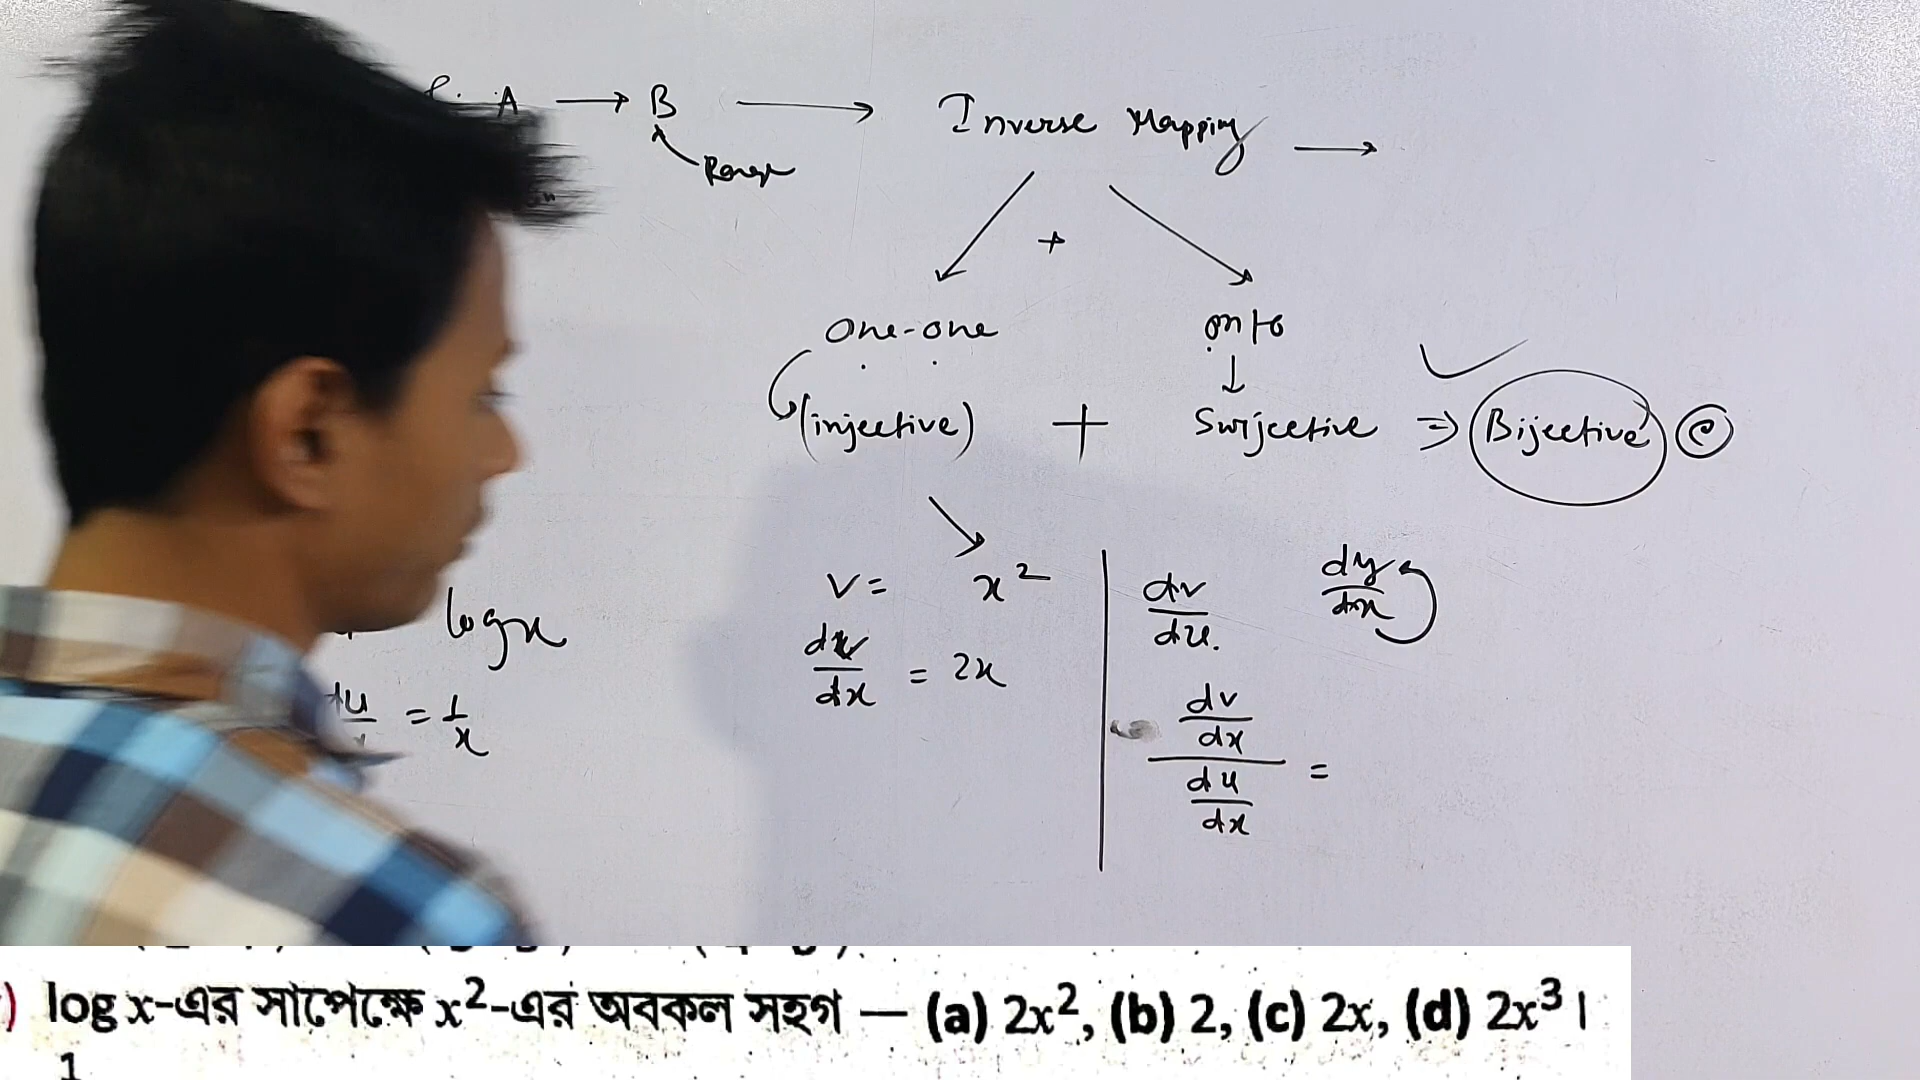 A → B → Inverse Mapping →
Range
+
one-one onto
(injective) + Surjective ⇒ Bijective
log x
v = x²
dv/du
dy/dx
du = 1/x
dv/dx = 2x
dv/dx
du/dx =
) log x-এর সাপেক্ষে x²-এর অবকল সহগ — (a) 2x², (b) 2, (c) 2x, (d) 2x³।
1